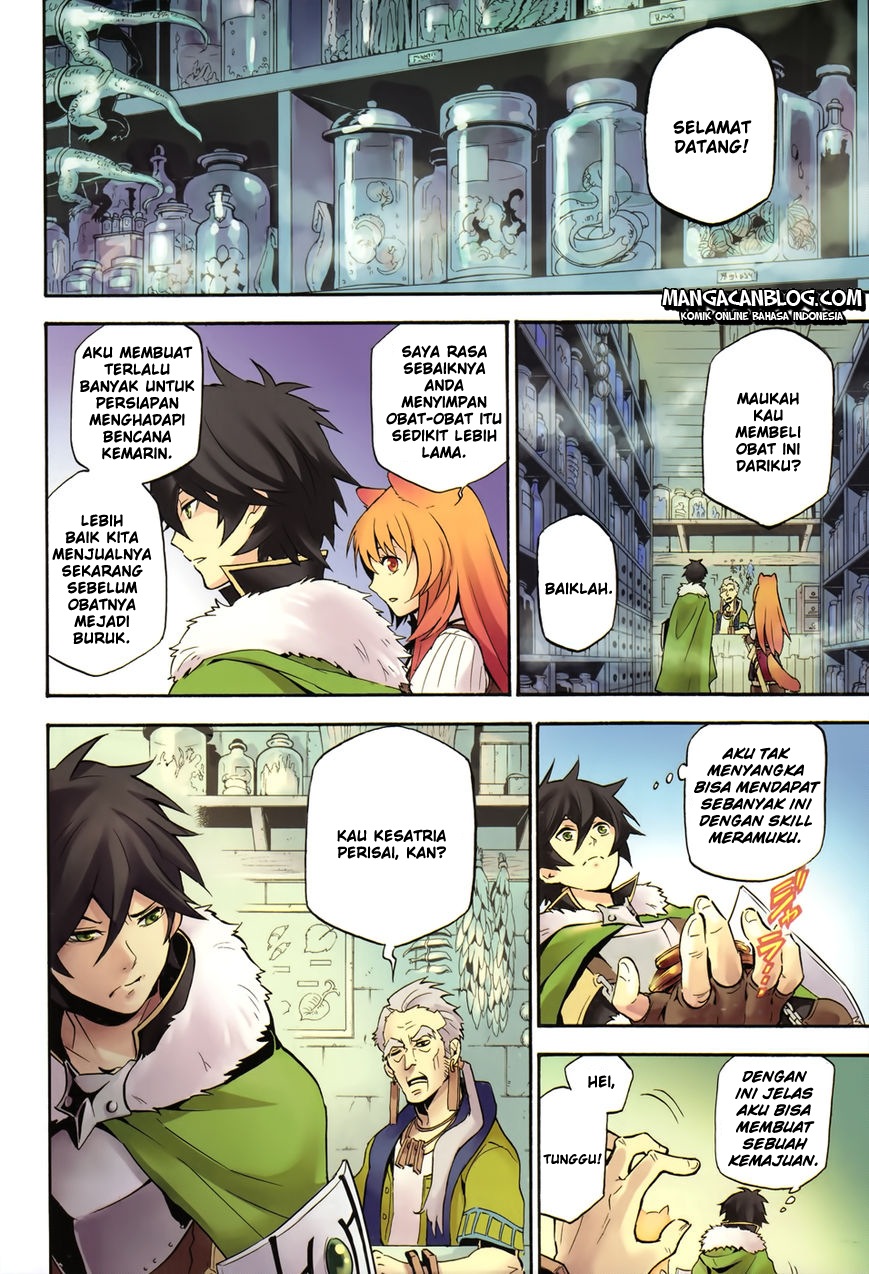 SELAMAT
DATANG!
MANGACANBLOG.COM
KOMIK ONLINE BAHASA INDONESIA
MAUKAH
KAU
MEMBELI
OBAT INI
DARIKU?
BAIKLAH.
SAYA RASA
SEBAIKNYA
ANDA
MENYIMPAN
OBAT-OBAT ITU
SEDIKIT LEBIH
LAMA.
AKU MEMBUAT
TERLALU
BANYAK UNTUK
PERSIAPAN
MENGHADAPI
BENCANA
KEMARIN.
LEBIH
BAIK KITA
MENJUALNYA
SEKARANG
SEBELUM
OBATNYA
MEJADI
BURUK.
AKU TAK
MENYANGKA
BISA MENDAPAT
SEBANYAK INI
DENGAN SKILL
MERAMUKU.
ジャラ…
DENGAN
INI JELAS
AKU BISA
MEMBUAT
SEBUAH
KEMAJUAN.
HEI,
TUNGGU!
KAU KESATRIA
PERISAI, KAN?